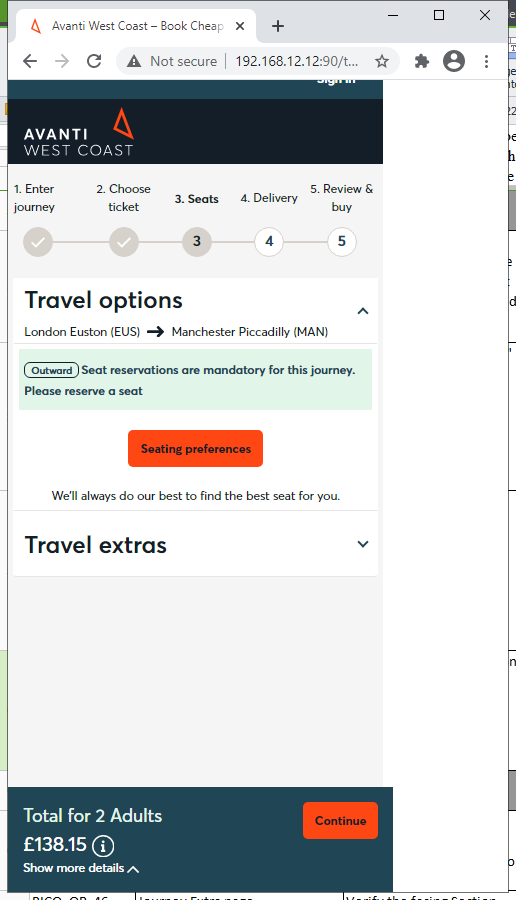 Avanti West Coast – Book Cheap
Not secure
192.168.12.12:90/t...
Sign in
AVANTI
WEST COAST
1. Enter journey
2. Choose ticket
3. Seats
4. Delivery
5. Review & buy
3
4
5
Travel options
London Euston (EUS) → Manchester Piccadilly (MAN)
Outward Seat reservations are mandatory for this journey.
Please reserve a seat
Seating preferences
We'll always do our best to find the best seat for you.
Travel extras
Total for 2 Adults
£138.15
Continue
Show more details